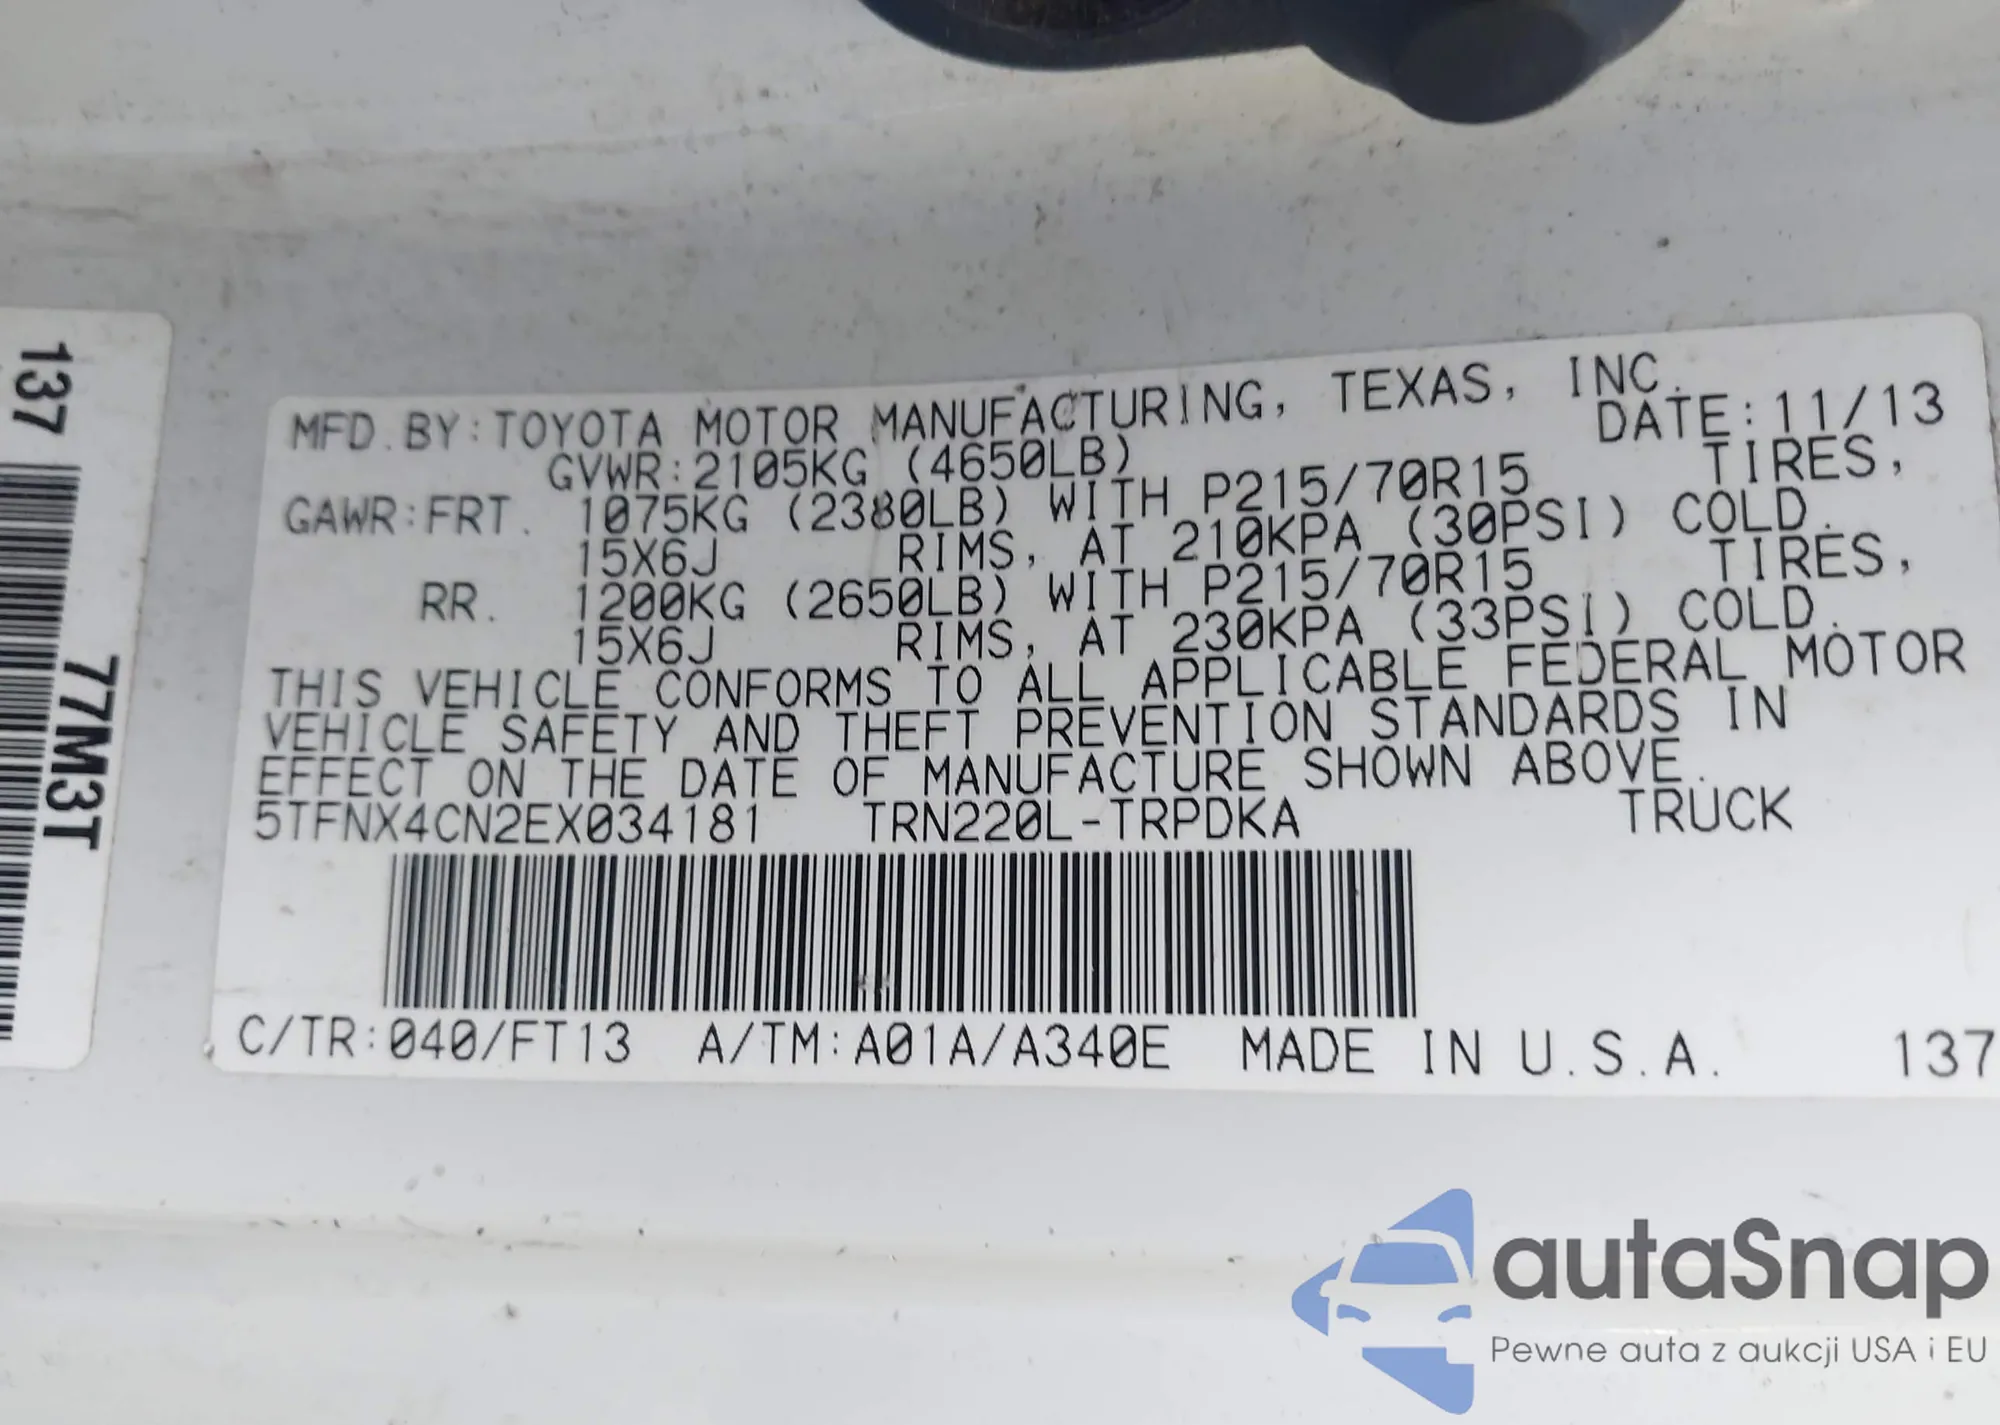 137
77M3T
MFD.BY:TOYOTA MOTOR MANUFACTURING, TEXAS, INC.
GVWR:2105KG (4650LB) DATE:11/13
GAWR:FRT. 1075KG (2380LB) WITH P215/70R15 TIRES,
15X6J RIMS, AT 210KPA (30PSI) COLD.
RR. 1200KG (2650LB) WITH P215/70R15 TIRES,
15X6J RIMS, AT 230KPA (33PSI) COLD.
THIS VEHICLE CONFORMS TO ALL APPLICABLE FEDERAL MOTOR
VEHICLE SAFETY AND THEFT PREVENTION STANDARDS IN
EFFECT ON THE DATE OF MANUFACTURE SHOWN ABOVE.
5TFNX4CN2EX034181 TRN220L-TRPDKA TRUCK
C/TR:040/FT13 A/TM:A01A/A340E MADE IN U.S.A. 137
autaSnap
Pewne auta z aukcji USA i EU